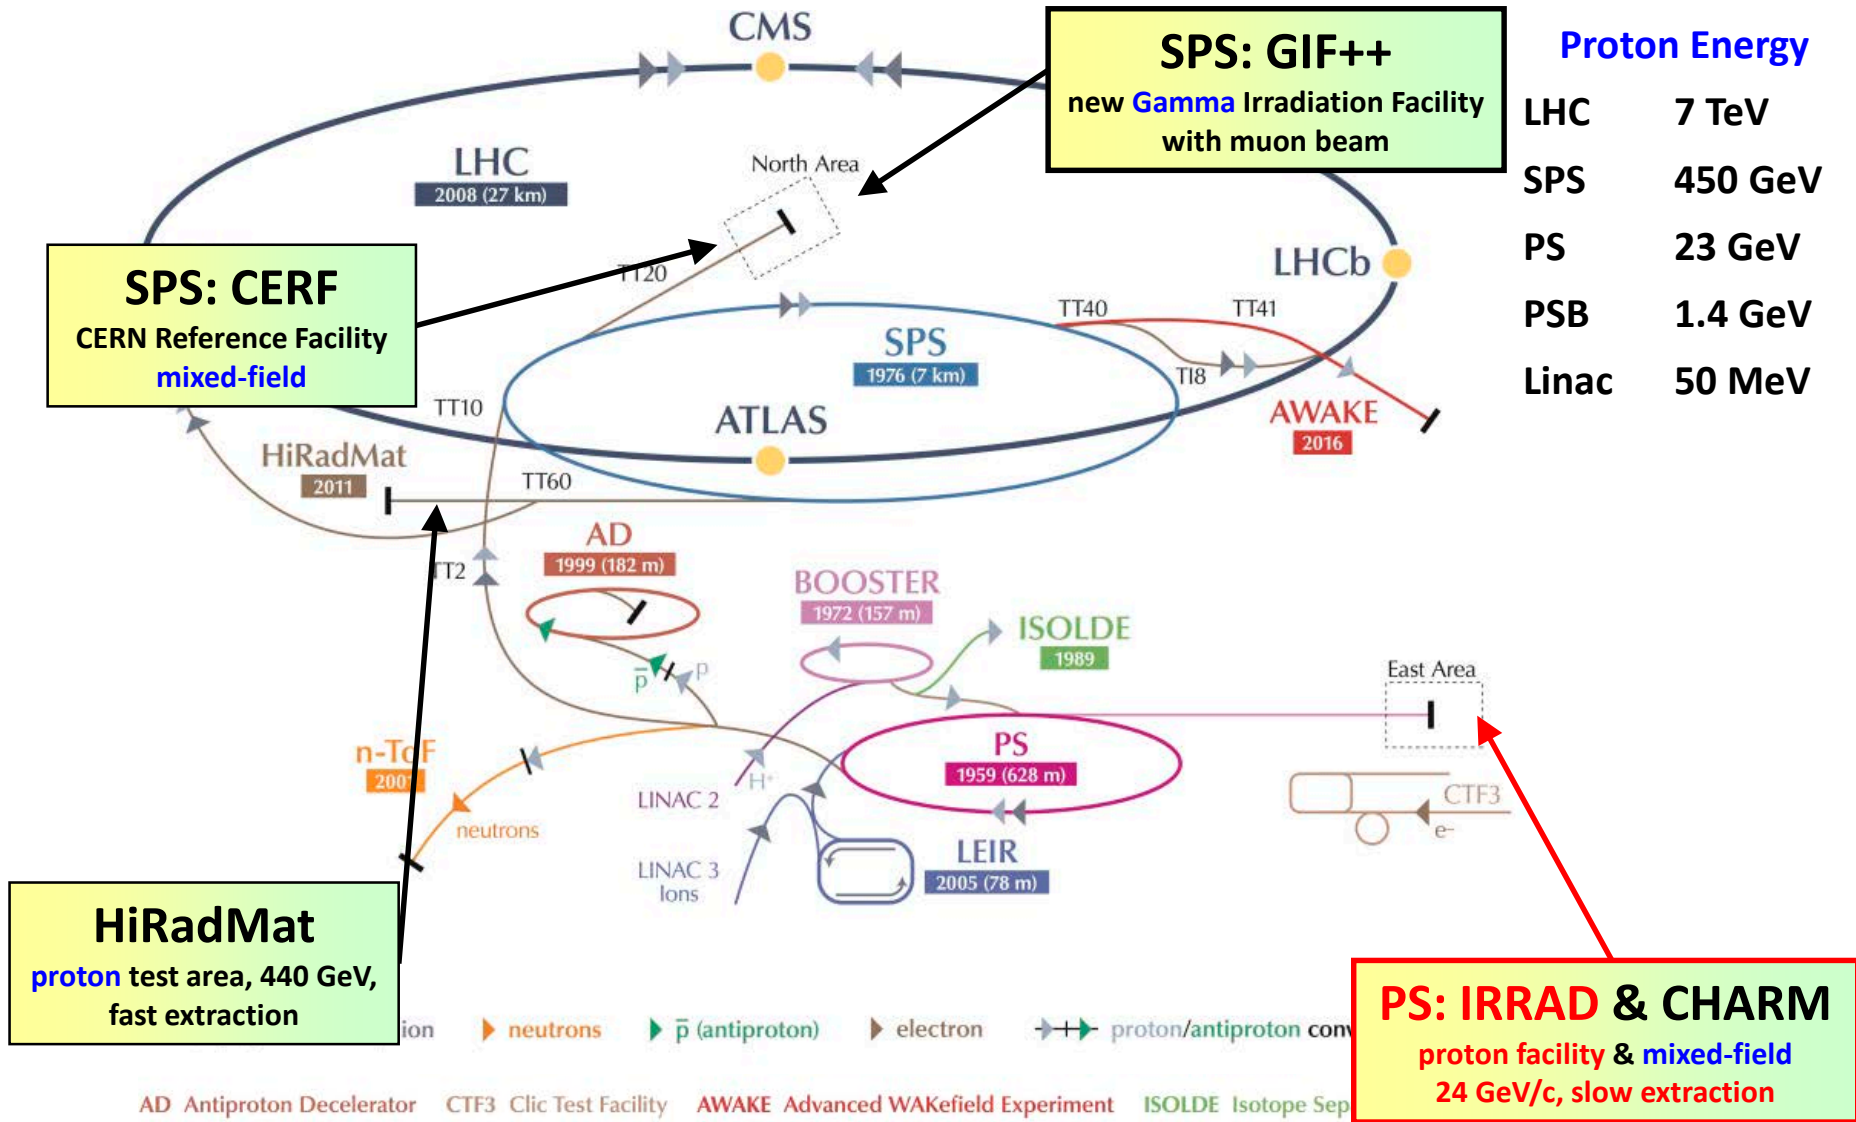 CMS
SPS: GIF++
new Gamma Irradiation Facility
with muon beam
Proton Energy
LHC 7 TeV
SPS 450 GeV
PS 23 GeV
PSB 1.4 GeV
Linac 50 MeV
LHC
2008 (27 km)
North Area
LHCb
SPS: CERF
CERN Reference Facility
mixed-field
TT20
TT40
TT41
SPS
1976 (7 km)
TI8
TT10
ATLAS
AWAKE
2016
HiRadMat
2011
TT60
TT2
AD
1999 (182 m)
BOOSTER
1972 (157 m)
ISOLDE
1989
p̄
p
East Area
n-ToF
PS
1959 (628 m)
H⁺
LINAC 2
neutrons
CTF3
e-
LINAC 3
Ions
LEIR
2005 (78 m)
HiRadMat
proton test area, 440 GeV,
fast extraction
PS: IRRAD & CHARM
proton facility & mixed-field
24 GeV/c, slow extraction
neutrons p̄ (antiproton) electron proton/antiproton
AD Antiproton Decelerator CTF3 Clic Test Facility AWAKE Advanced WAKefield Experiment ISOLDE Isotope